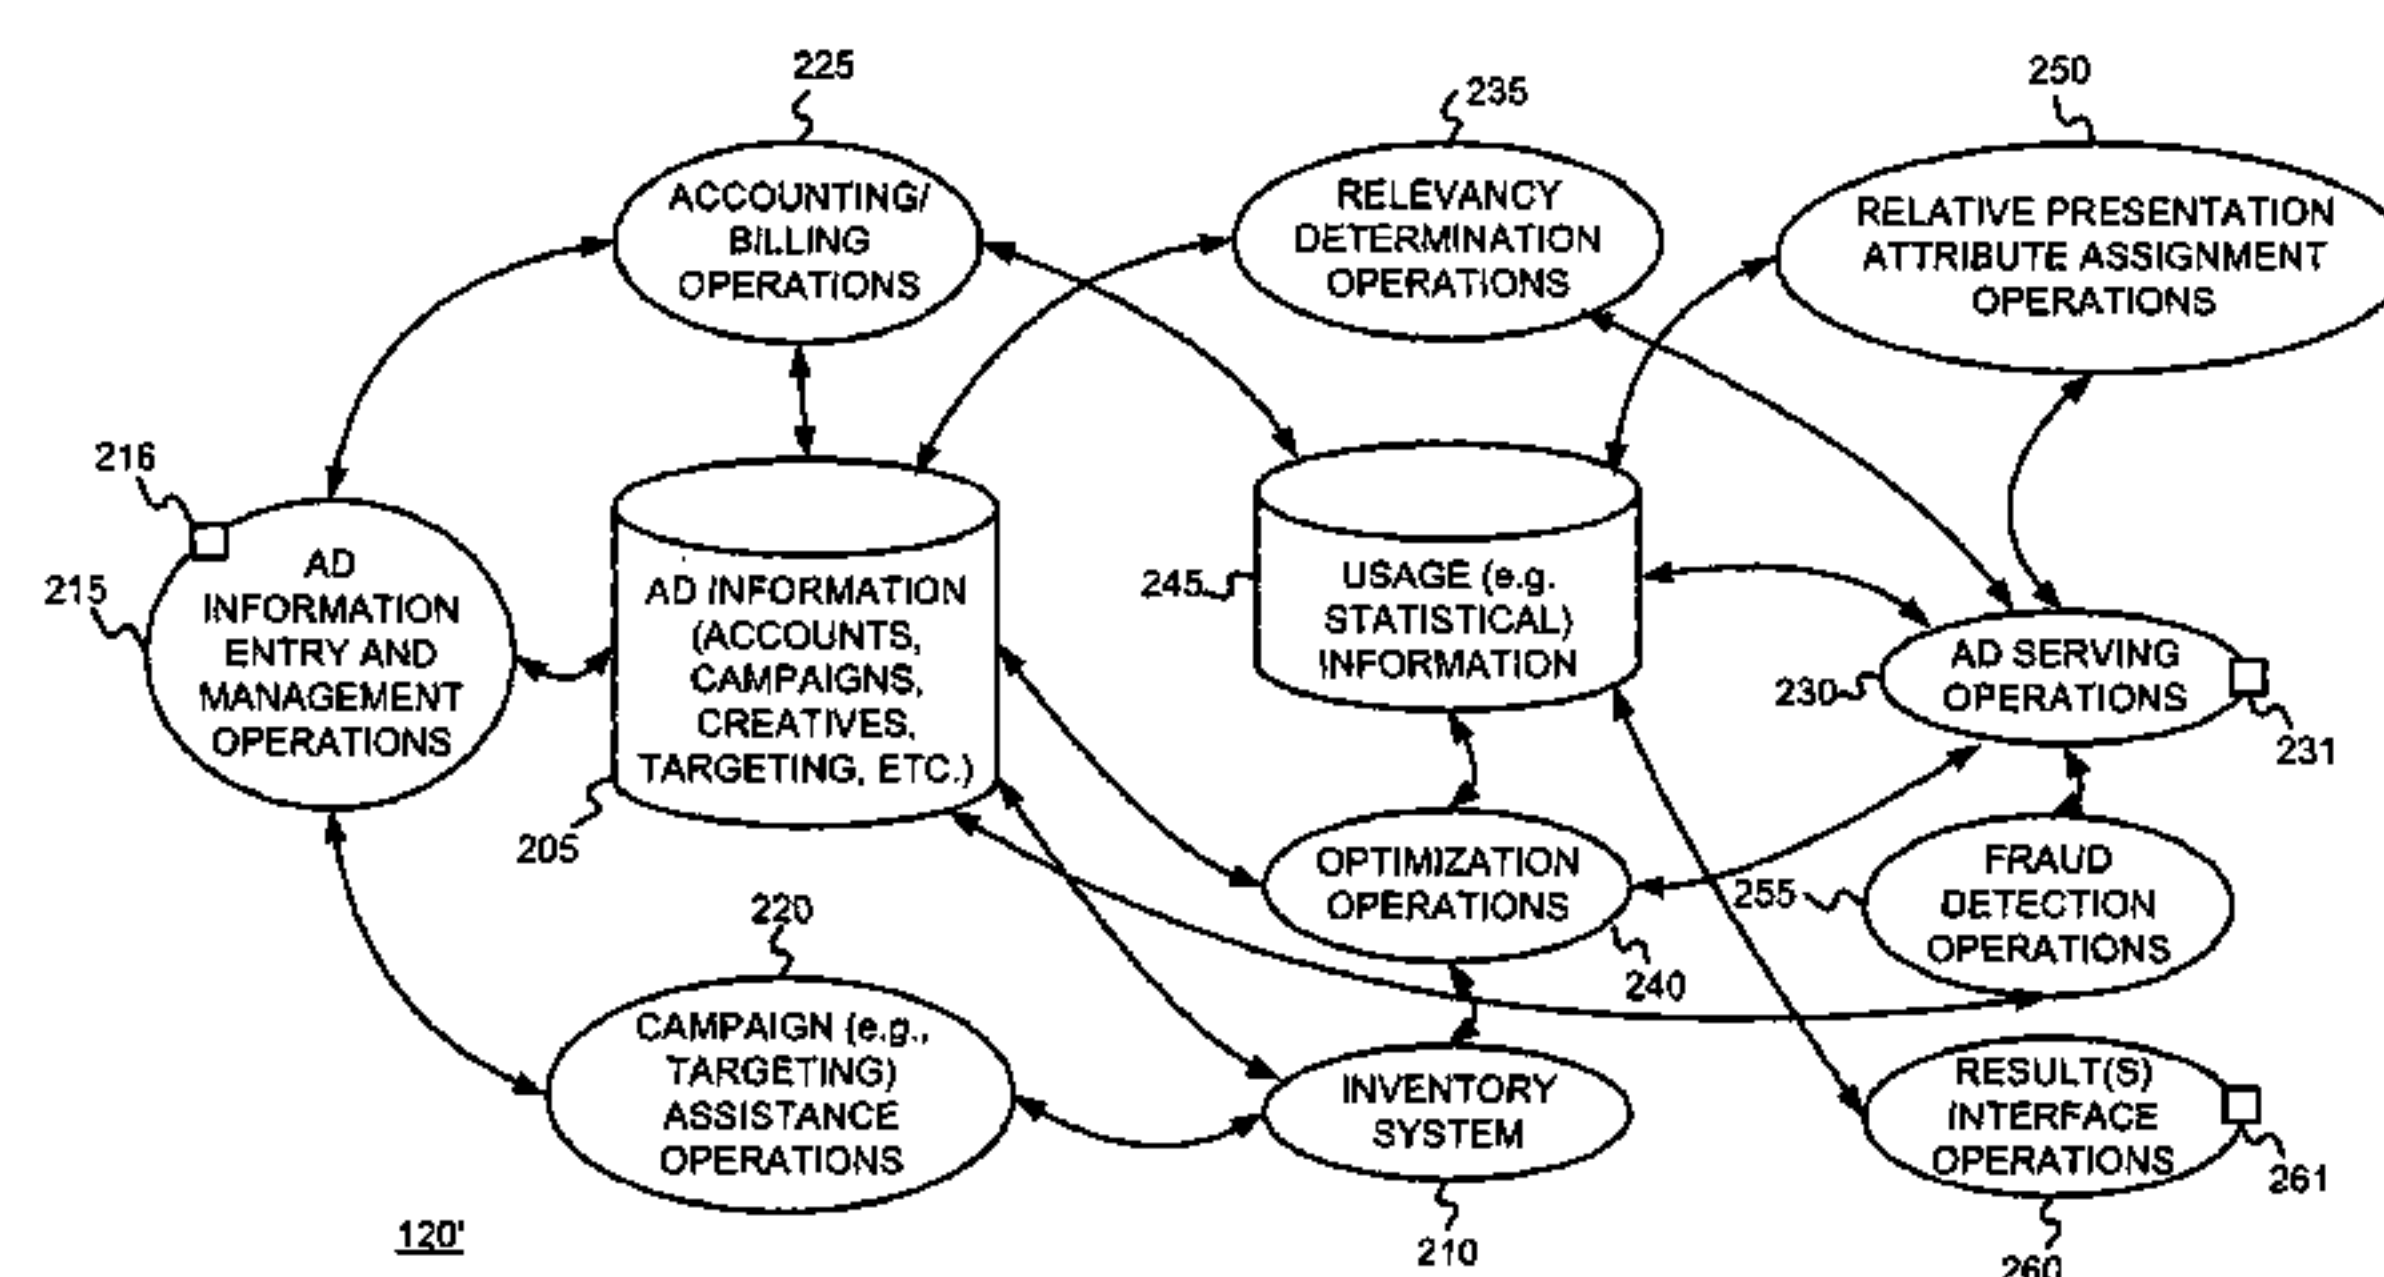 225
235
250
ACCOUNTING/
BILLING
OPERATIONS
RELEVANCY
DETERMINATION
OPERATIONS
RELATIVE PRESENTATION
ATTRIBUTE ASSIGNMENT
OPERATIONS
216
215
AD
INFORMATION
ENTRY AND
MANAGEMENT
OPERATIONS
AD INFORMATION
(ACCOUNTS,
CAMPAIGNS,
CREATIVES,
TARGETING, ETC.)
205
245
USAGE (e.g.
STATISTICAL)
INFORMATION
230
AD SERVING
OPERATIONS
231
OPTIMIZATION
OPERATIONS
240
255
FRAUD
DETECTION
OPERATIONS
220
CAMPAIGN (e.g.,
TARGETING)
ASSISTANCE
OPERATIONS
INVENTORY
SYSTEM
210
RESULT(S)
INTERFACE
OPERATIONS
261
260
120'